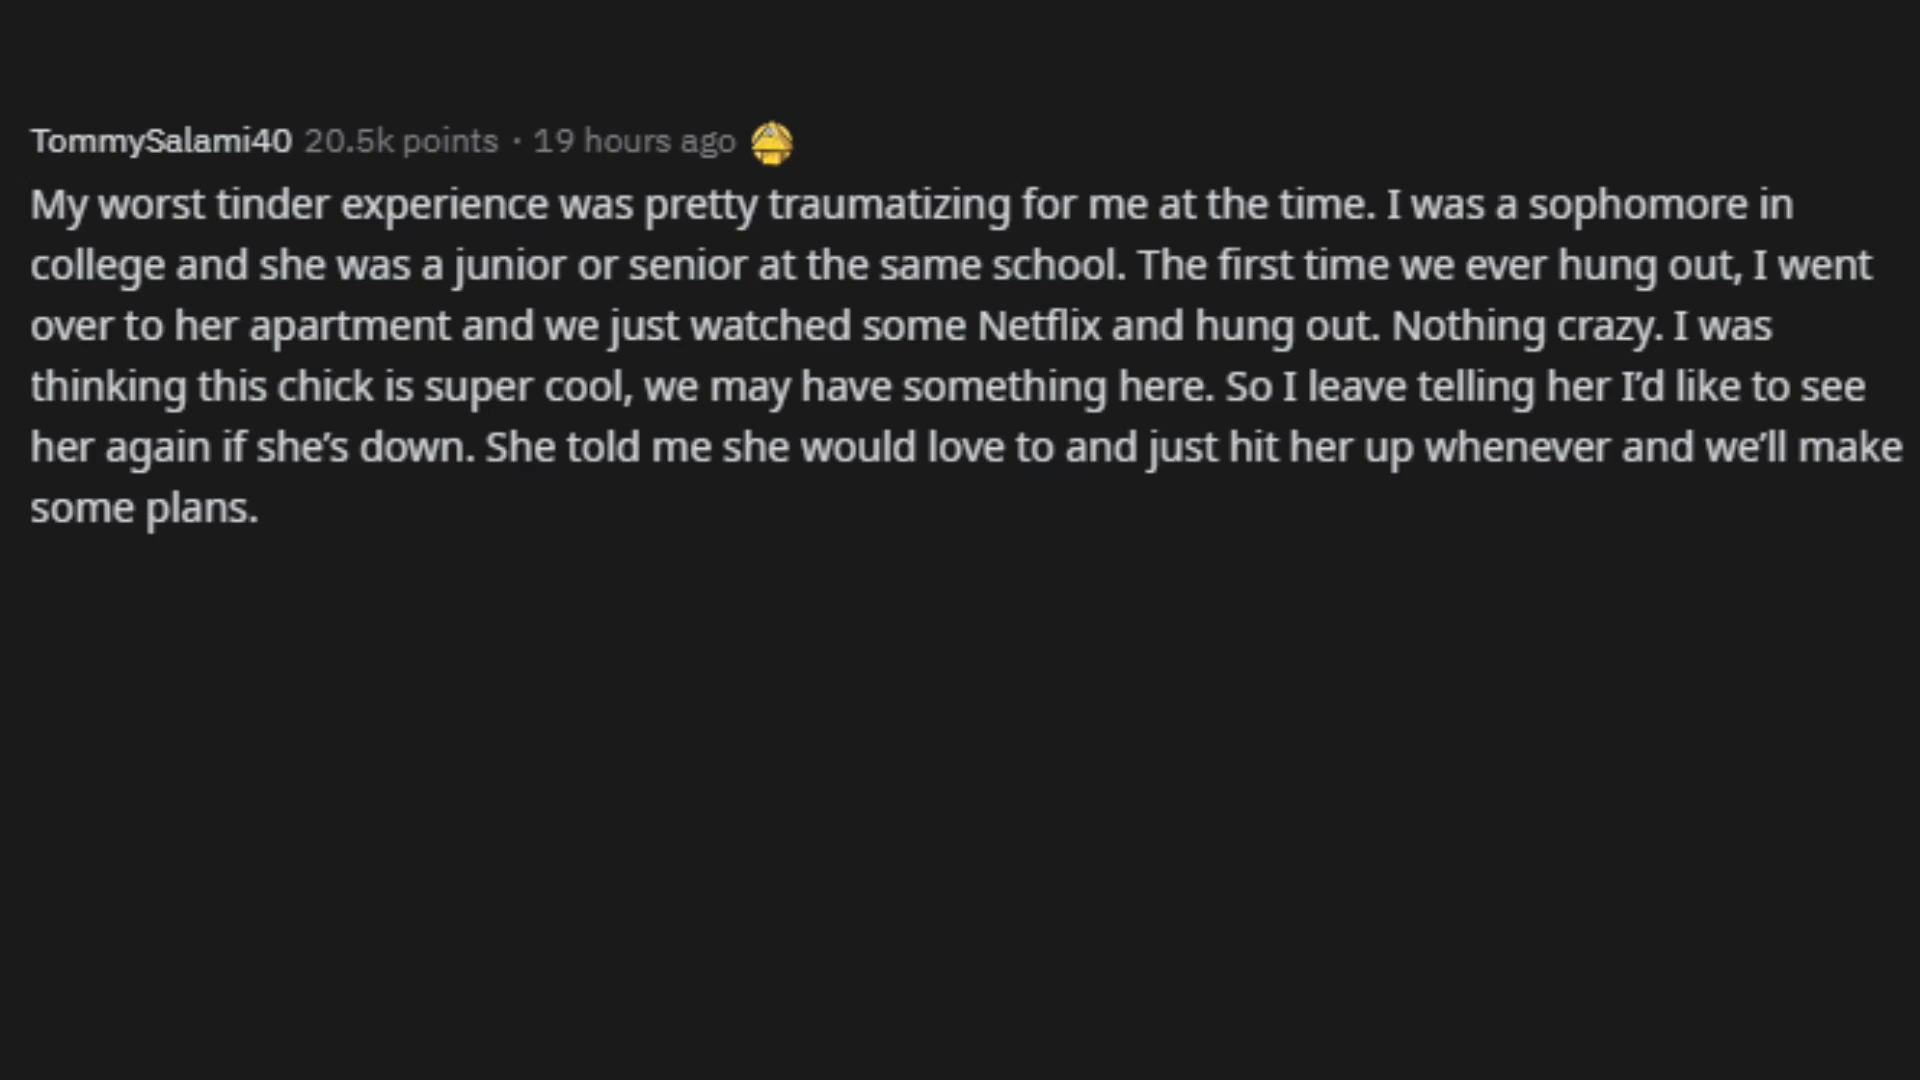 TommySalami40 20.5k points · 19 hours ago
My worst tinder experience was pretty traumatizing for me at the time. I was a sophomore in
college and she was a junior or senior at the same school. The first time we ever hung out, I went
over to her apartment and we just watched some Netflix and hung out. Nothing crazy. I was
thinking this chick is super cool, we may have something here. So I leave telling her I’d like to see
her again if she’s down. She told me she would love to and just hit her up whenever and we’ll make
some plans.